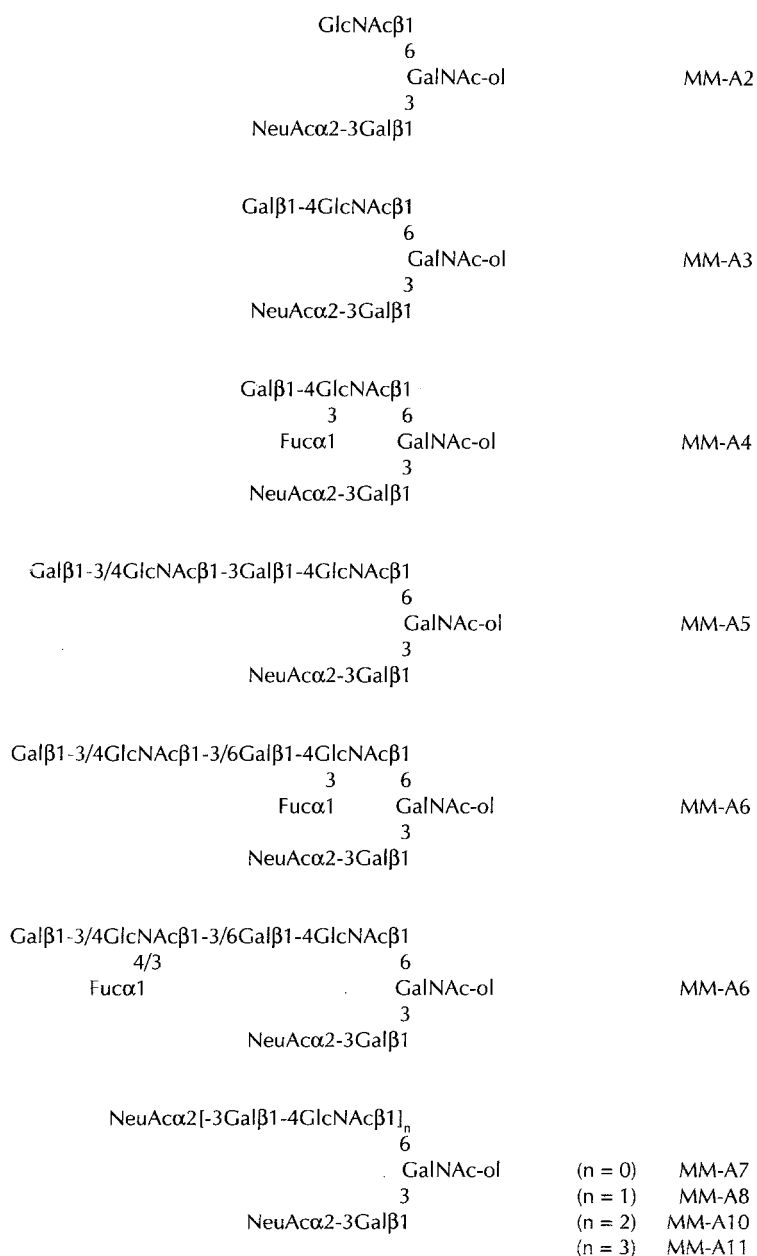 GlcNAcβ1
6
GalNAc-ol MM-A2
3
NeuAcα2-3Galβ1
Galβ1-4GlcNAcβ1
6
GalNAc-ol MM-A3
3
NeuAcα2-3Galβ1
Galβ1-4GlcNAcβ1
3 6
Fucα1 GalNAc-ol MM-A4
3
NeuAcα2-3Galβ1
Galβ1-3/4GlcNAcβ1-3Galβ1-4GlcNAcβ1
6
GalNAc-ol MM-A5
3
NeuAcα2-3Galβ1
Galβ1-3/4GlcNAcβ1-3/6Galβ1-4GlcNAcβ1
3 6
Fucα1 GalNAc-ol MM-A6
3
NeuAcα2-3Galβ1
Galβ1-3/4GlcNAcβ1-3/6Galβ1-4GlcNAcβ1
4/3 6
Fucα1 GalNAc-ol MM-A6
3
NeuAcα2-3Galβ1
NeuAcα2[-3Galβ1-4GlcNAcβ1]n
6
GalNAc-ol (n = 0) MM-A7
3 (n = 1) MM-A8
NeuAcα2-3Galβ1 (n = 2) MM-A10
(n = 3) MM-A11